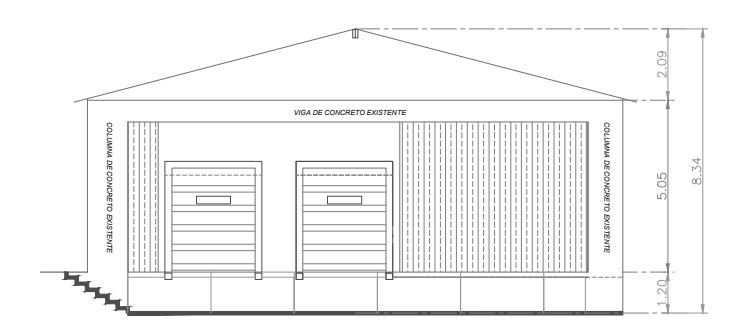 2.09
VIGA DE CONCRETO EXISTENTE
COLUMNA DE CONCRETO EXISTENTE
COLUMNA DE CONCRETO EXISTENTE
5.05
8.34
1.20